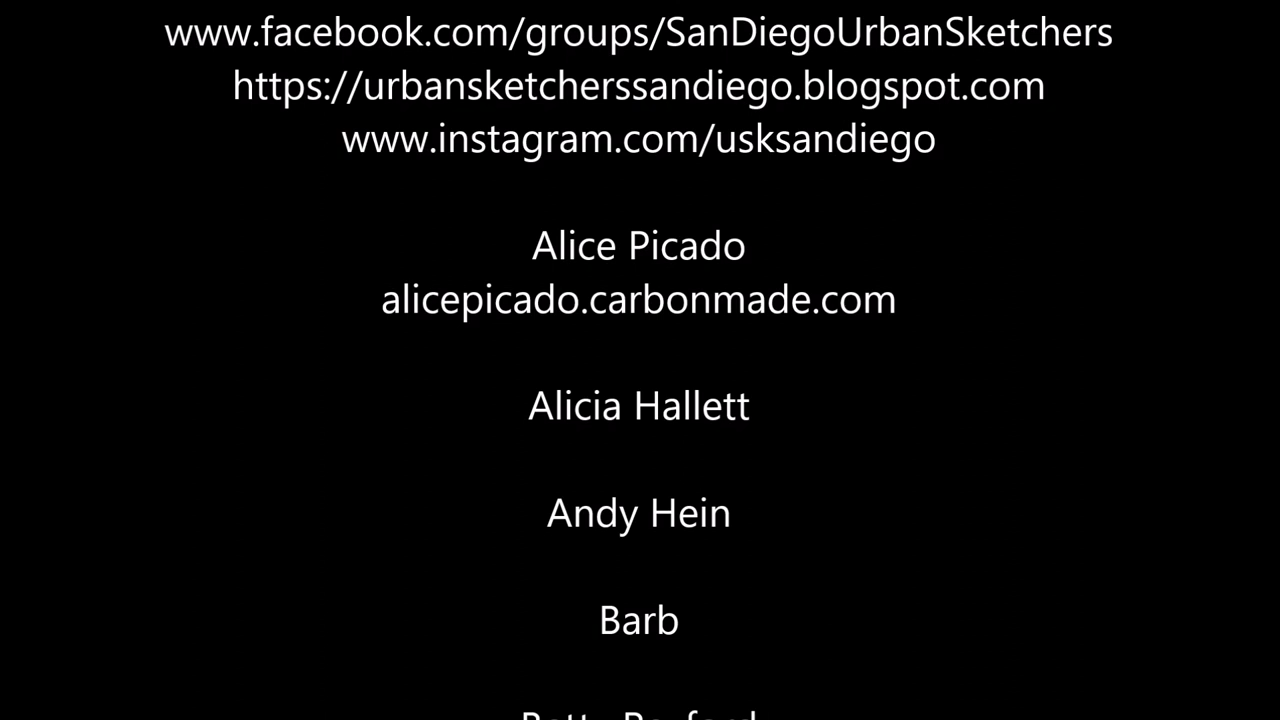 www.facebook.com/groups/SanDiegoUrbanSketchers
https://urbansketcherssandiego.blogspot.com
www.instagram.com/usksandiego
Alice Picado
alicepicado.carbonmade.com
Alicia Hallett
Andy Hein
Barb